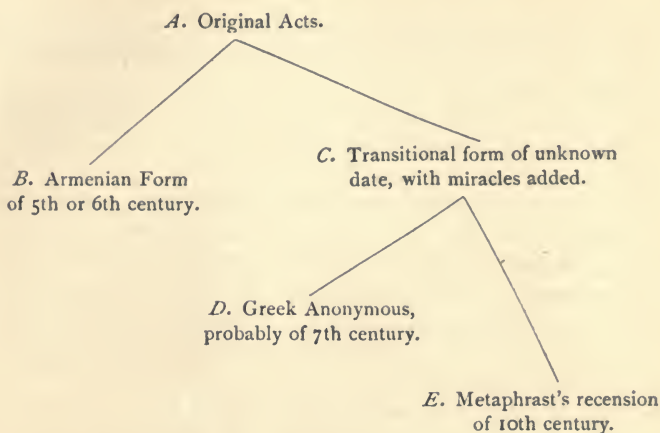 A. Original Acts.
B. Armenian Form
of 5th or 6th century.
C. Transitional form of unknown
date, with miracles added.
D. Greek Anonymous,
probably of 7th century.
E. Metaphrast's recension
of 10th century.